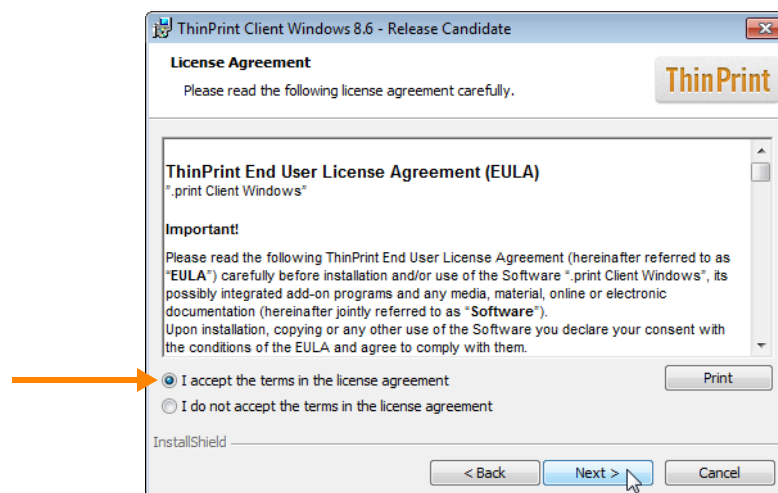 ThinPrint Client Windows 8.6 - Release Candidate
License Agreement
Please read the following license agreement carefully.
ThinPrint
ThinPrint End User License Agreement (EULA)
".print Client Windows"
Important!
Please read the following ThinPrint End User License Agreement (hereinafter referred to as
“EULA”) carefully before installation and/or use of the Software “.print Client Windows”, its
possibly integrated add-on programs and any media, material, online or electronic
documentation (hereinafter jointly referred to as “Software”).
Upon installation, copying or any other use of the Software you declare your consent with
the conditions of the EULA and agree to comply with them.
I accept the terms in the license agreement
Print
I do not accept the terms in the license agreement
InstallShield
< Back
Next >
Cancel